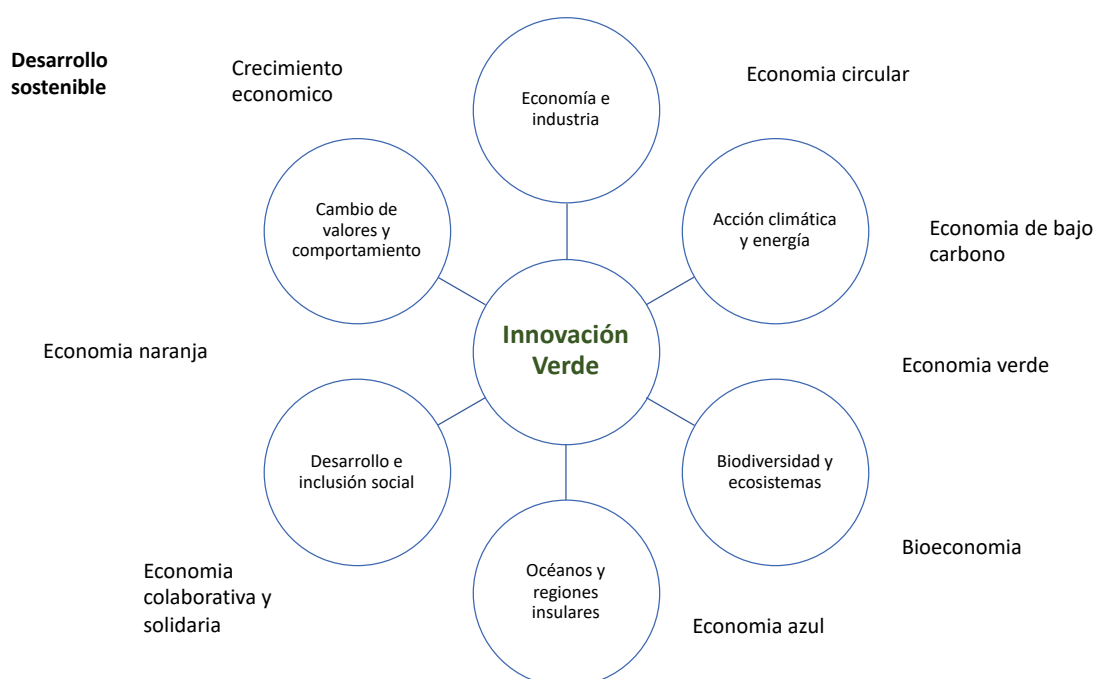 Desarrollo
sostenible
Crecimiento
economico
Economía e
industria
Economia circular
Cambio de
valores y
comportamiento
Acción climática
y energía
Economia de bajo
carbono
Innovación
Verde
Economia naranja
Economia verde
Desarrollo e
inclusión social
Biodiversidad y
ecosistemas
Bioeconomia
Economia
colaborativa y
solidaria
Océanos y
regiones
insulares
Economia azul